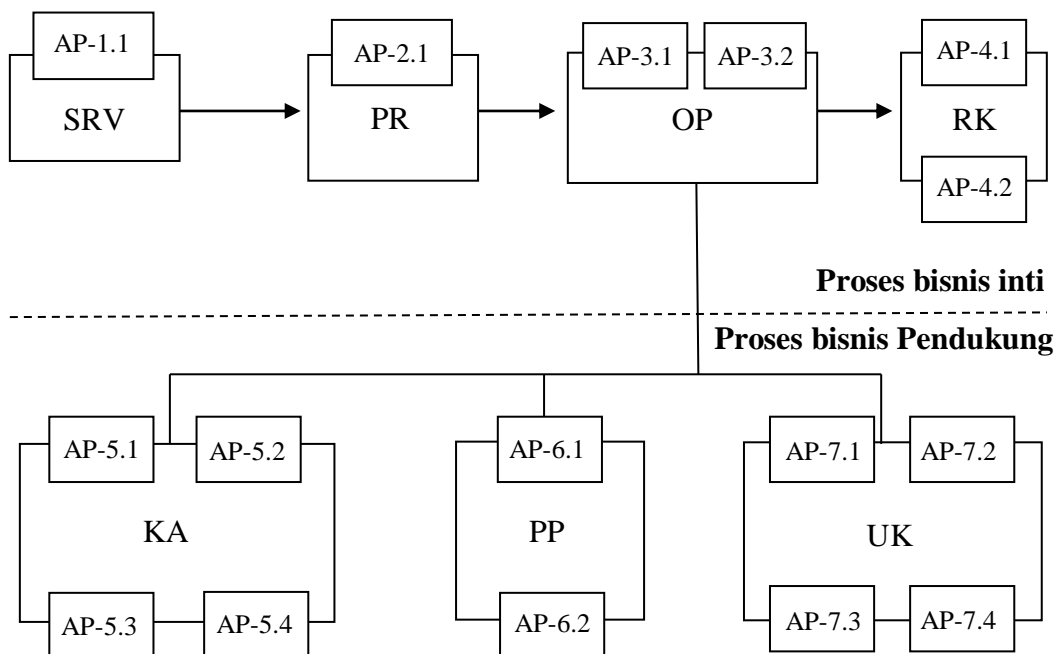 AP-1.1
AP-2.1
AP-3.1
AP-3.2
AP-4.1
SRV
PR
OP
RK
AP-4.2
Proses bisnis inti
Proses bisnis Pendukung
AP-5.1
AP-5.2
AP-6.1
AP-7.1
AP-7.2
KA
PP
UK
AP-5.3
AP-5.4
AP-6.2
AP-7.3
AP-7.4